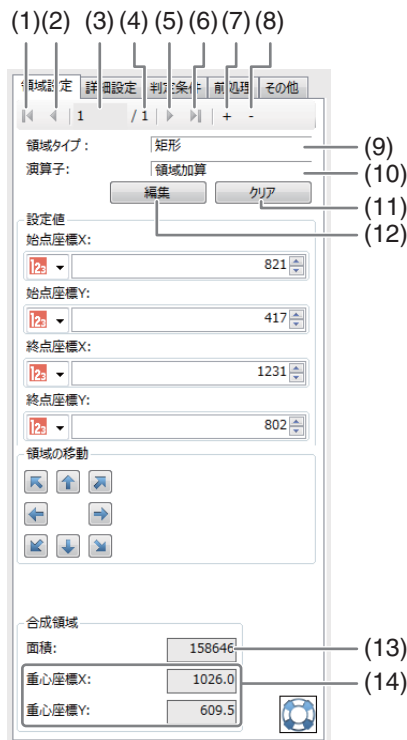 (1)(2) (3) (4) (5) (6) (7) (8)
領域設定 詳細設定 判定条件 前処理 その他
1 / 1 + -
領域タイプ: 矩形 (9)
演算子: 領域加算 (10)
編集 クリア (11)
(12)
設定値
始点座標X:
123 821
始点座標Y:
123 417
終点座標X:
123 1231
終点座標Y:
123 802
領域の移動
合成領域
面積: 158646 (13)
重心座標X: 1026.0 (14)
重心座標Y: 609.5